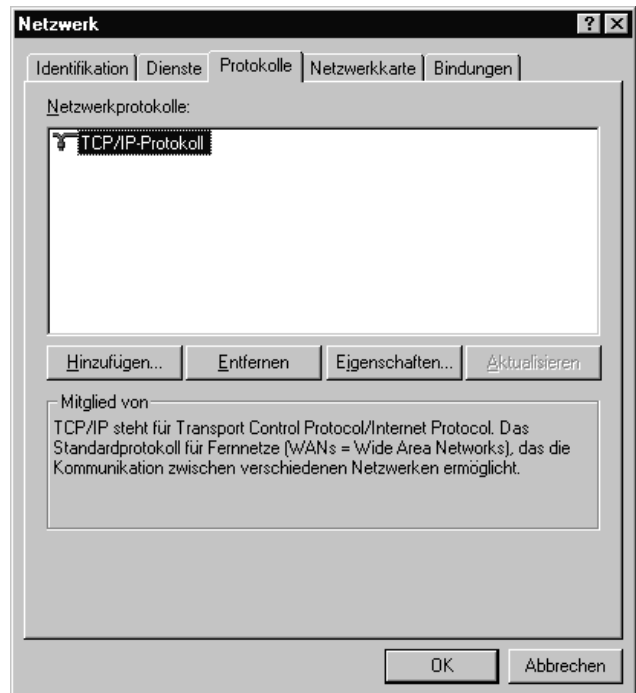 Netzwerk
Identifikation Dienste Protokolle Netzwerkkarte Bindungen
Netzwerkprotokolle:
TCP/IP-Protokoll
Hinzufügen... Entfernen Eigenschaften... Aktualisieren
Mitglied von
TCP/IP steht für Transport Control Protocol/Internet Protocol. Das
Standardprotokoll für Fernnetze (WANs = Wide Area Networks), das die
Kommunikation zwischen verschiedenen Netzwerken ermöglicht.
OK Abbrechen